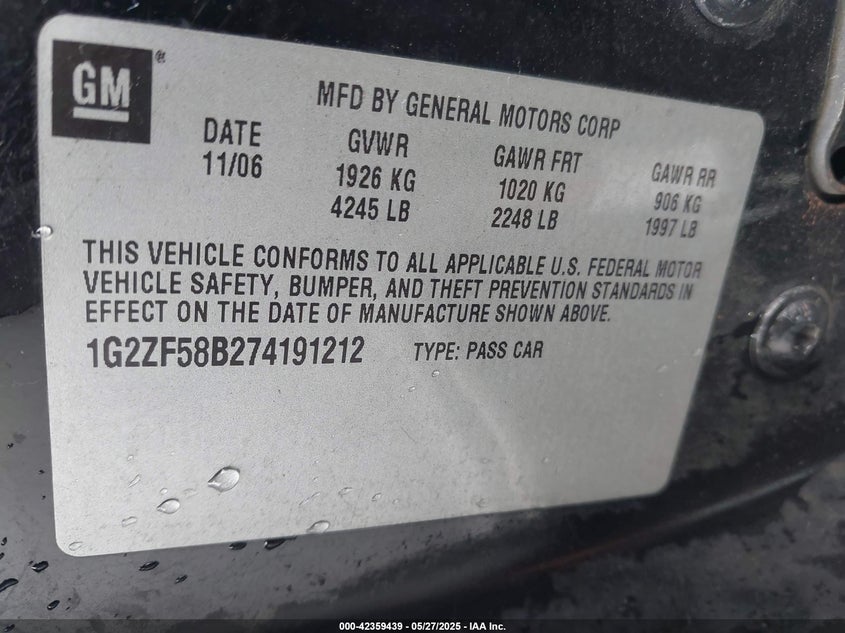 GM®
MFD BY GENERAL MOTORS CORP
DATE GVWR GAWR FRT GAWR RR
11/06 1926 KG 1020 KG 906 KG
4245 LB 2248 LB 1997 LB
THIS VEHICLE CONFORMS TO ALL APPLICABLE U.S. FEDERAL MOTOR
VEHICLE SAFETY, BUMPER, AND THEFT PREVENTION STANDARDS IN
EFFECT ON THE DATE OF MANUFACTURE SHOWN ABOVE.
1G2ZF58B274191212 TYPE: PASS CAR
000-42359439 - 05/27/2025 - IAA Inc.